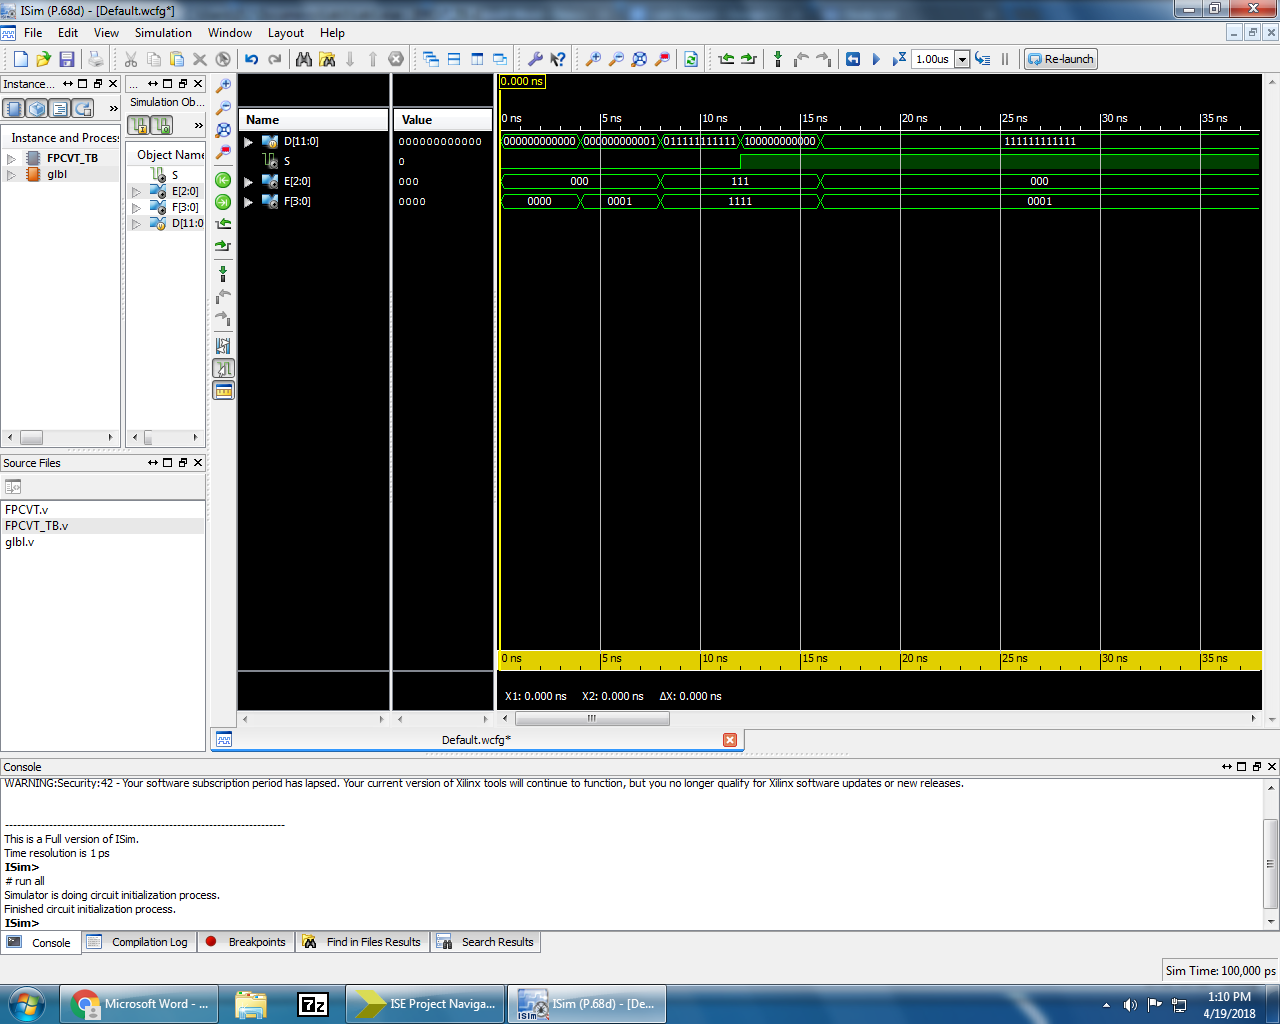 ISim (P.68d) - [Default.wcfg*]
File Edit View Simulation Window Layout Help
1.00us Re-launch
Instance... ...
Simulation Ob...
Instance and Process
FPCVT_TB
glbl
Object Name
S
E[2:0]
F[3:0]
D[11:0
Name Value
D[11:0] 000000000000
S 0
E[2:0] 000
F[3:0] 0000
0.000 ns
0 ns 5 ns 10 ns 15 ns 20 ns 25 ns 30 ns 35 ns
000000000000 000000000001 011111111111 100000000000 111111111111
000 111 000
0000 0001 1111 0001
0 ns 5 ns 10 ns 15 ns 20 ns 25 ns 30 ns 35 ns
X1: 0.000 ns X2: 0.000 ns ΔX: 0.000 ns
Default.wcfg*
Source Files
FPCVT.v
FPCVT_TB.v
glbl.v
Console
WARNING:Security:42 - Your software subscription period has lapsed. Your current version of Xilinx tools will continue to function, but you no longer qualify for Xilinx software updates or new releases.
----------------------------------------------------------------------
This is a Full version of ISim.
Time resolution is 1 ps
ISim>
# run all
Simulator is doing circuit initialization process.
Finished circuit initialization process.
ISim>
Console Compilation Log Breakpoints Find in Files Results Search Results
Sim Time: 100,000 ps
Microsoft Word - ... 7z ISE Project Naviga... ISim (P.68d) - [De...
1:10 PM
4/19/2018